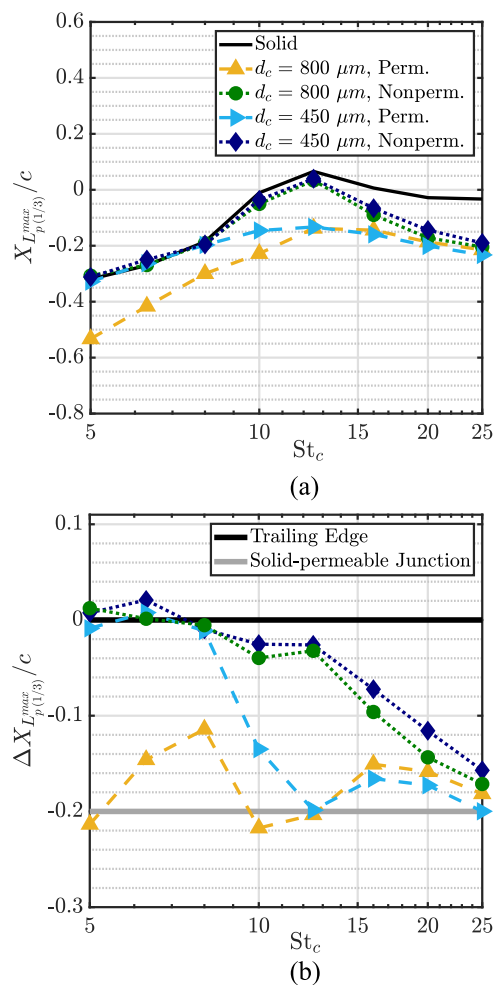 0.6
0.4
0.2
0
-0.2
-0.4
-0.6
-0.8
X_{L_{p(1/3)}^{max}}/c
Solid
d_c = 800 μm, Perm.
d_c = 800 μm, Nonperm.
d_c = 450 μm, Perm.
d_c = 450 μm, Nonperm.
5 10 15 20 25
St_c
(a)
0.1
0
-0.1
-0.2
-0.3
ΔX_{L_{p(1/3)}^{max}}/c
Trailing Edge
Solid-permeable Junction
5 10 15 20 25
St_c
(b)